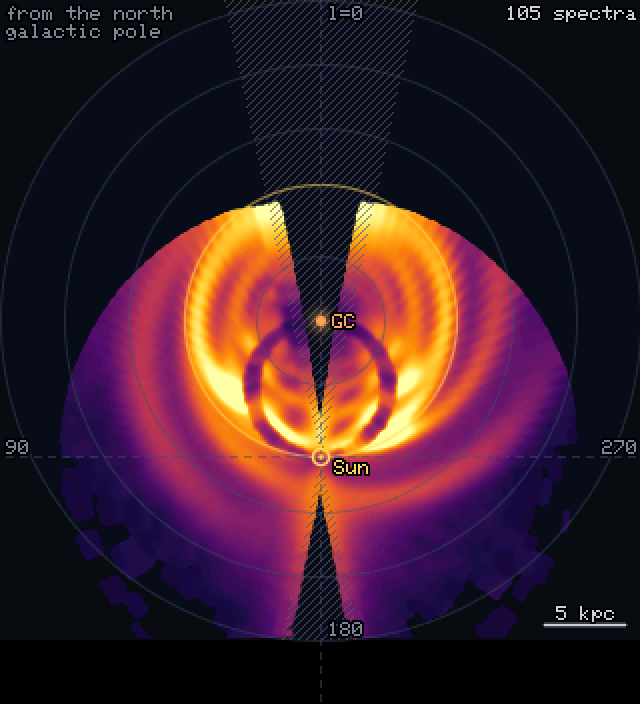 from the north
galactic pole
l=0
105 spectra
GC
90
270
Sun
5 kpc
180